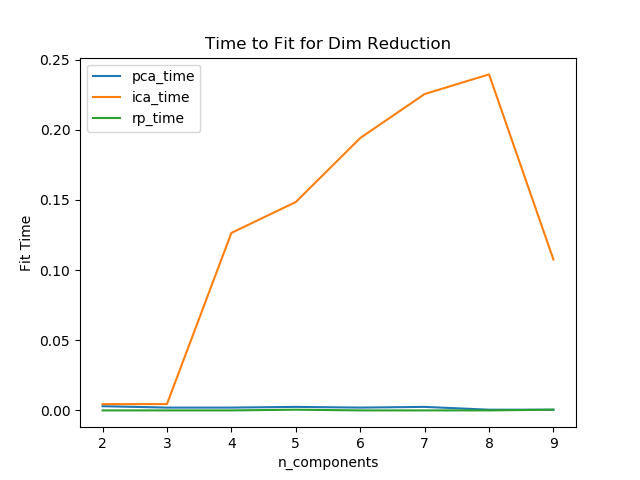 Time to Fit for Dim Reduction
pca_time
ica_time
rp_time
Fit Time
0.25
0.20
0.15
0.10
0.05
0.00
2 3 4 5 6 7 8 9
n_components